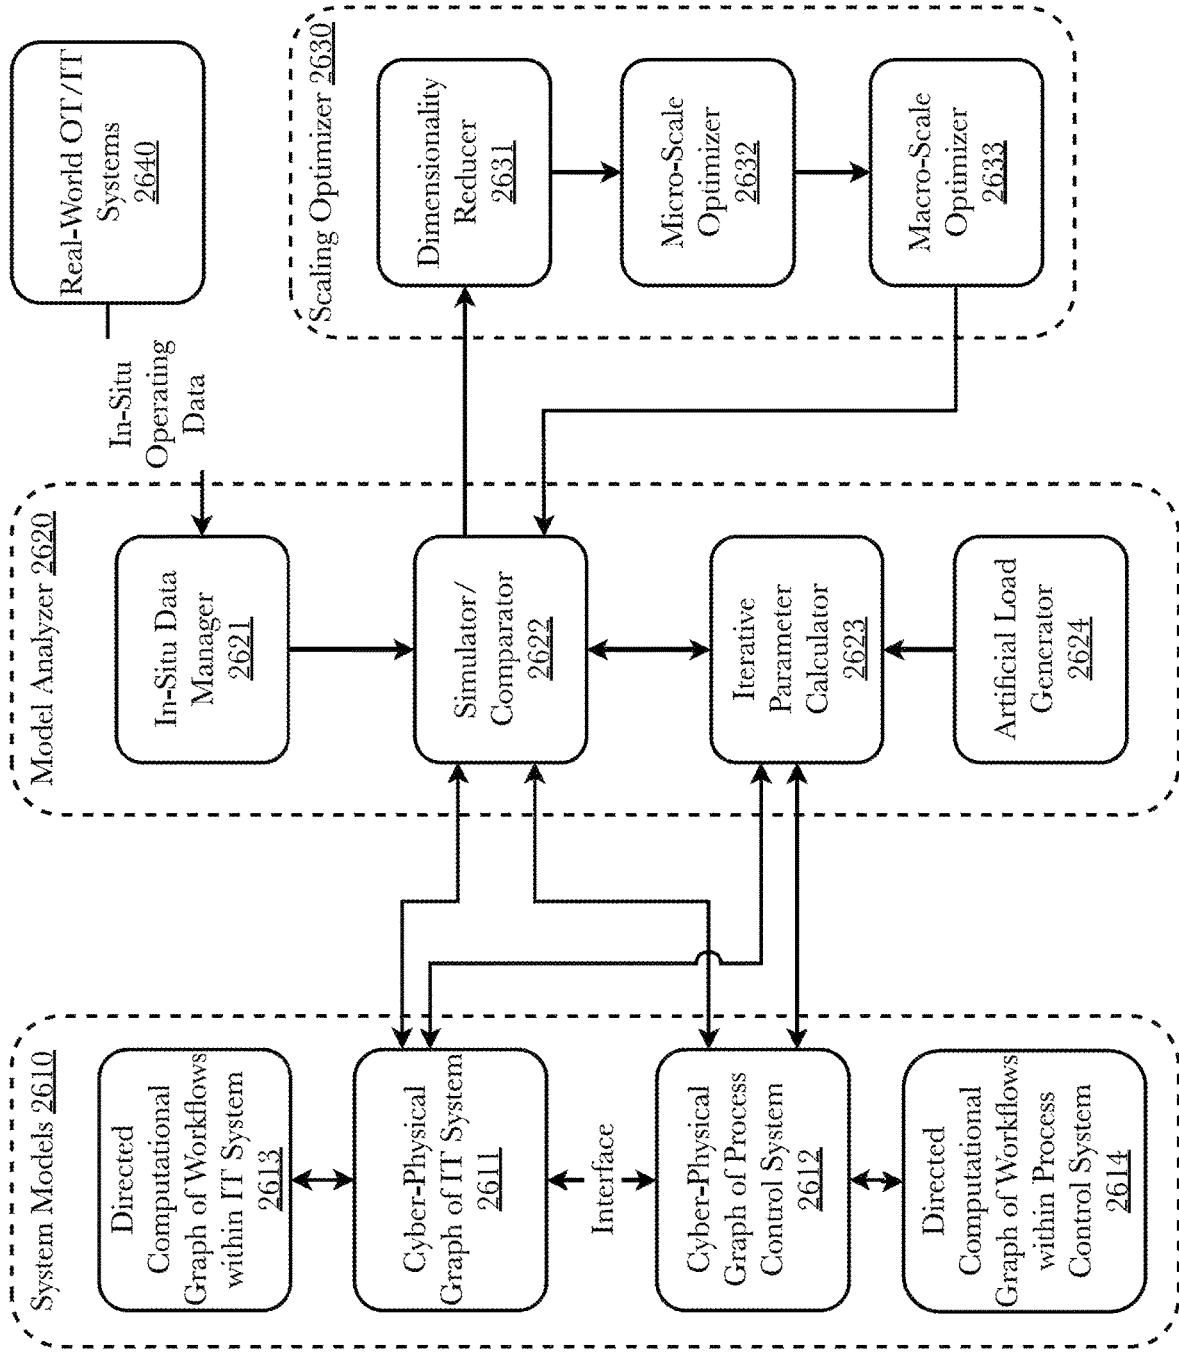 System Models 2610
Directed
Computational
Graph of Workflows
within IT System
2613
Cyber-Physical
Graph of IT System
2611
Interface
Cyber-Physical
Graph of Process
Control System
2612
Directed
Computational
Graph of Workflows
within Process
Control System
2614
Model Analyzer 2620
In-Situ Data
Manager
2621
Simulator/
Comparator
2622
Iterative
Parameter
Calculator
2623
Artificial Load
Generator
2624
Real-World OT/IT
Systems
2640
In-Situ
Operating
Data
Scaling Optimizer 2630
Dimensionality
Reducer
2631
Micro-Scale
Optimizer
2632
Macro-Scale
Optimizer
2633